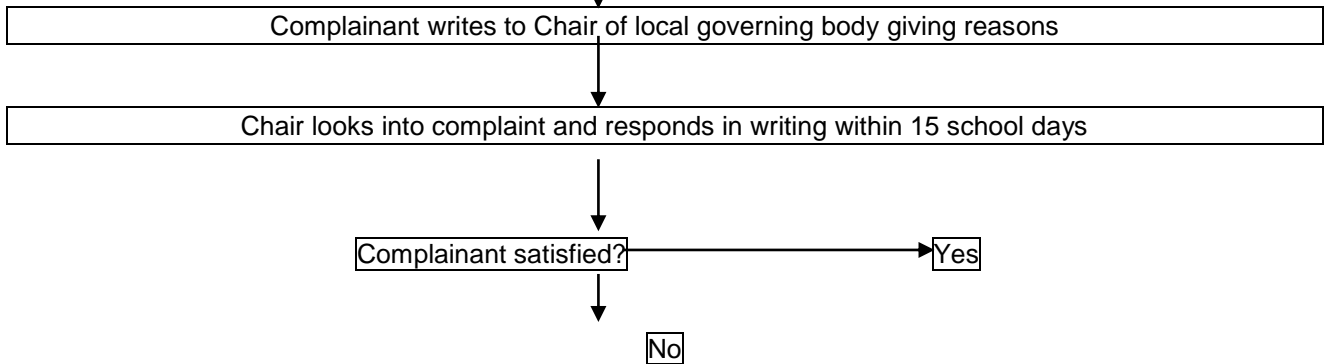 Complainant writes to Chair of local governing body giving reasons
Chair looks into complaint and responds in writing within 15 school days
Complainant satisfied?
Yes
No